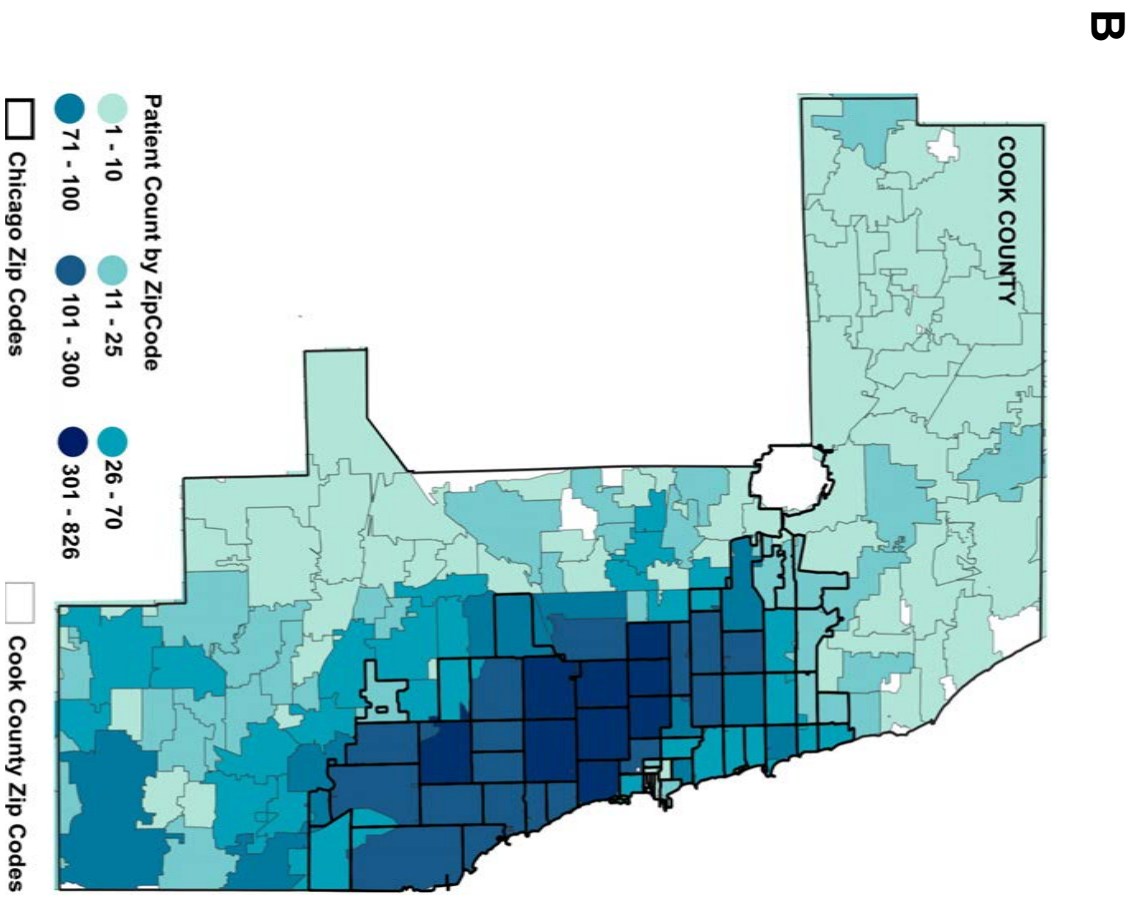 B
COOK COUNTY
Patient Count by ZipCode
1 - 10
11 - 25
26 - 70
71 - 100
101 - 300
301 - 826
Chicago Zip Codes
Cook County Zip Codes